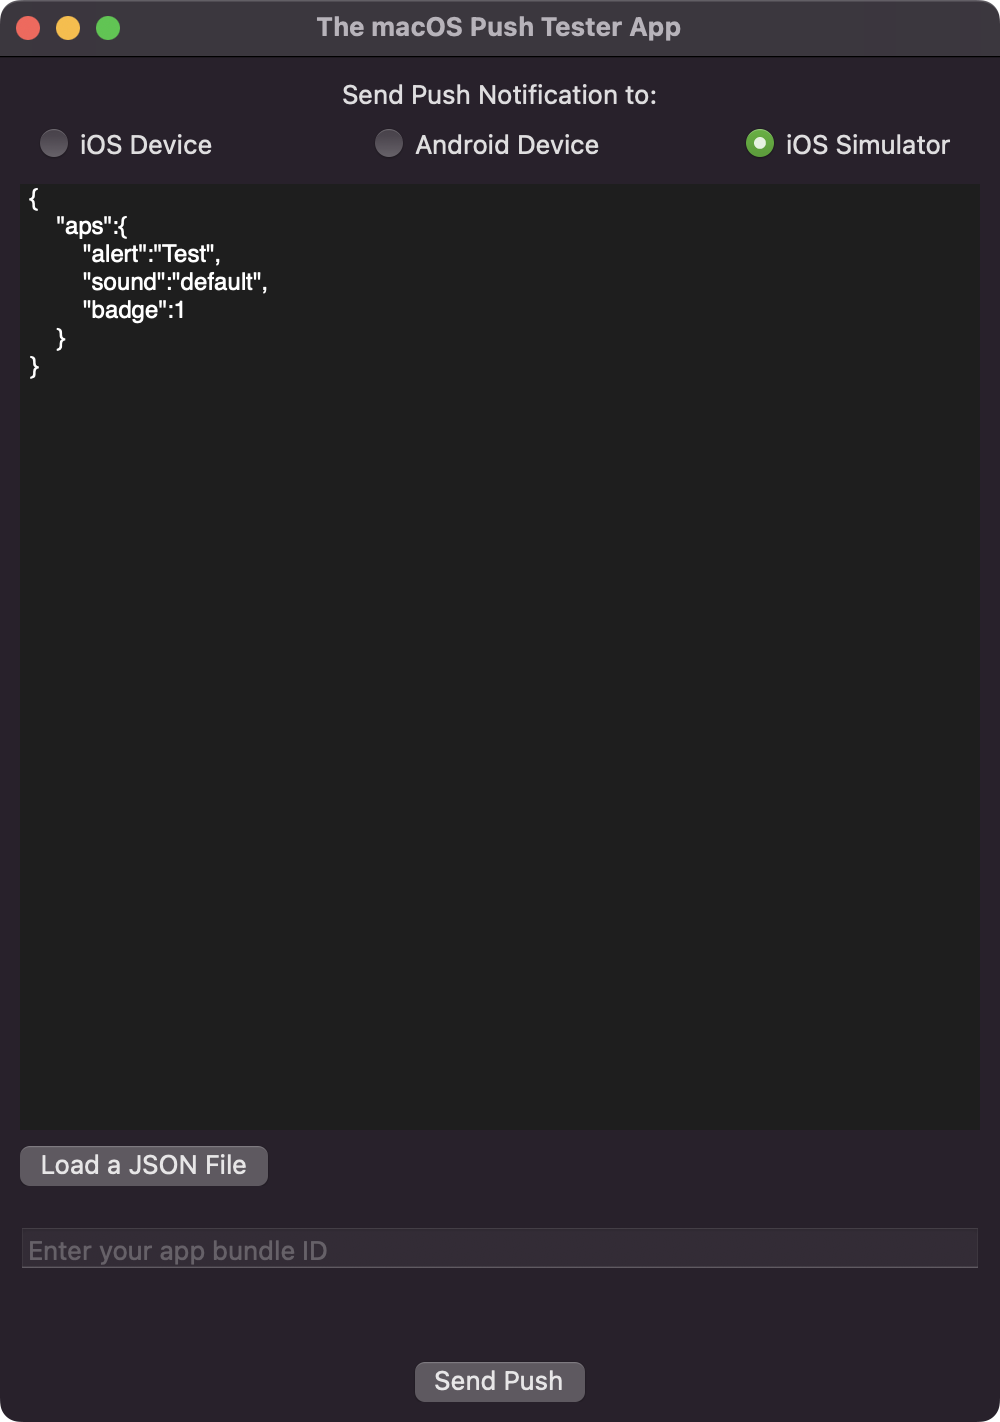 The macOS Push Tester App
Send Push Notification to:
iOS Device Android Device iOS Simulator
{
"aps":{
"alert":"Test",
"sound":"default",
"badge":1
}
}
Load a JSON File
Enter your app bundle ID
Send Push